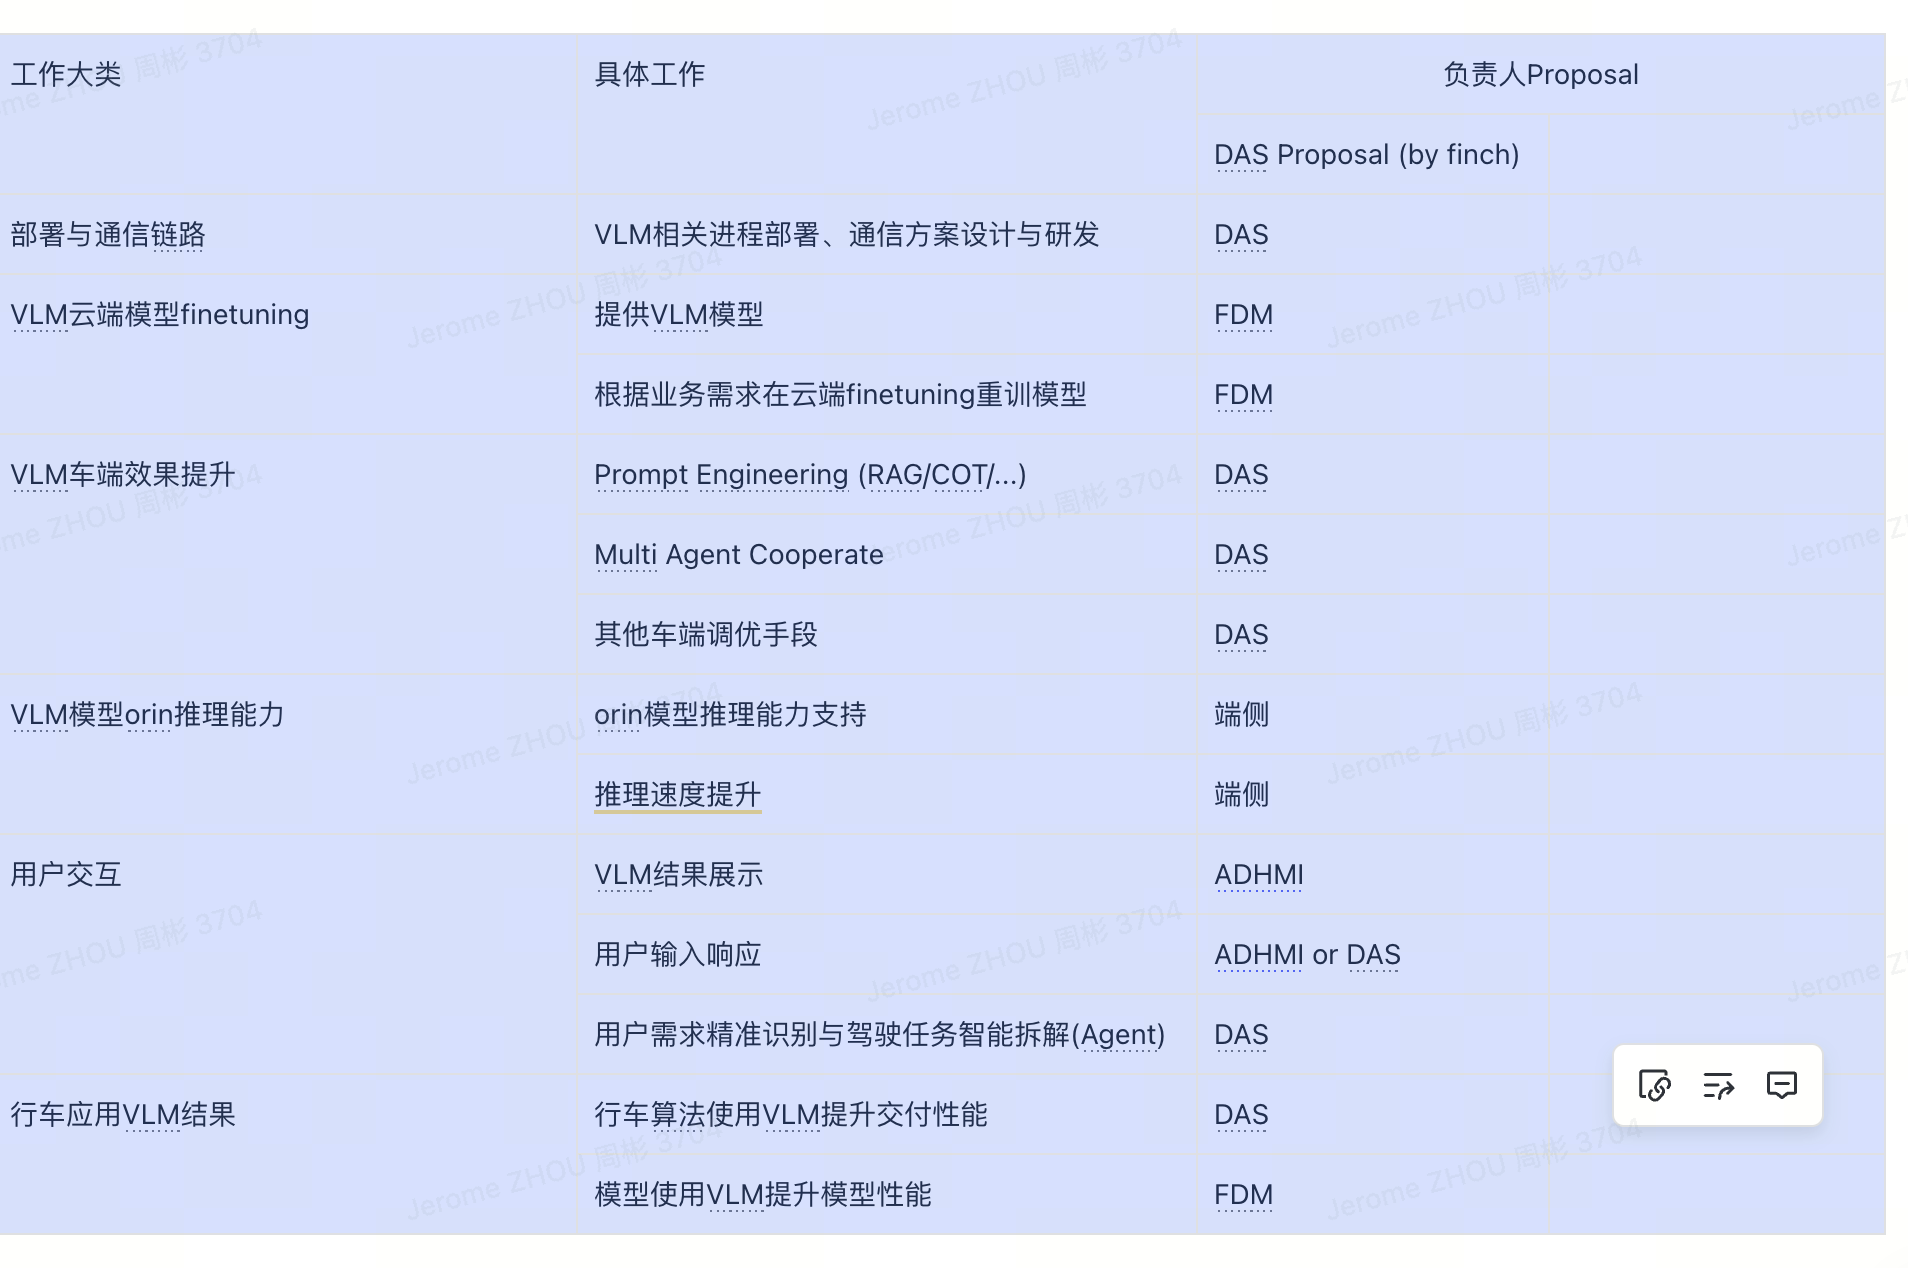 工作大类 具体工作 负责人Proposal
DAS Proposal (by finch)
部署与通信链路 VLM相关进程部署、通信方案设计与研发 DAS
VLM云端模型finetuning 提供VLM模型 FDM
根据业务需求在云端finetuning重训模型 FDM
VLM车端效果提升 Prompt Engineering (RAG/COT/...) DAS
Multi Agent Cooperate DAS
其他车端调优手段 DAS
VLM模型orin推理能力 orin模型推理能力支持 端侧
推理速度提升 端侧
用户交互 VLM结果展示 ADHMI
用户输入响应 ADHMI or DAS
用户需求精准识别与驾驶任务智能拆解(Agent) DAS
行车应用VLM结果 行车算法使用VLM提升交付性能 DAS
模型使用VLM提升模型性能 FDM
Jerome ZHOU 周彬 3704